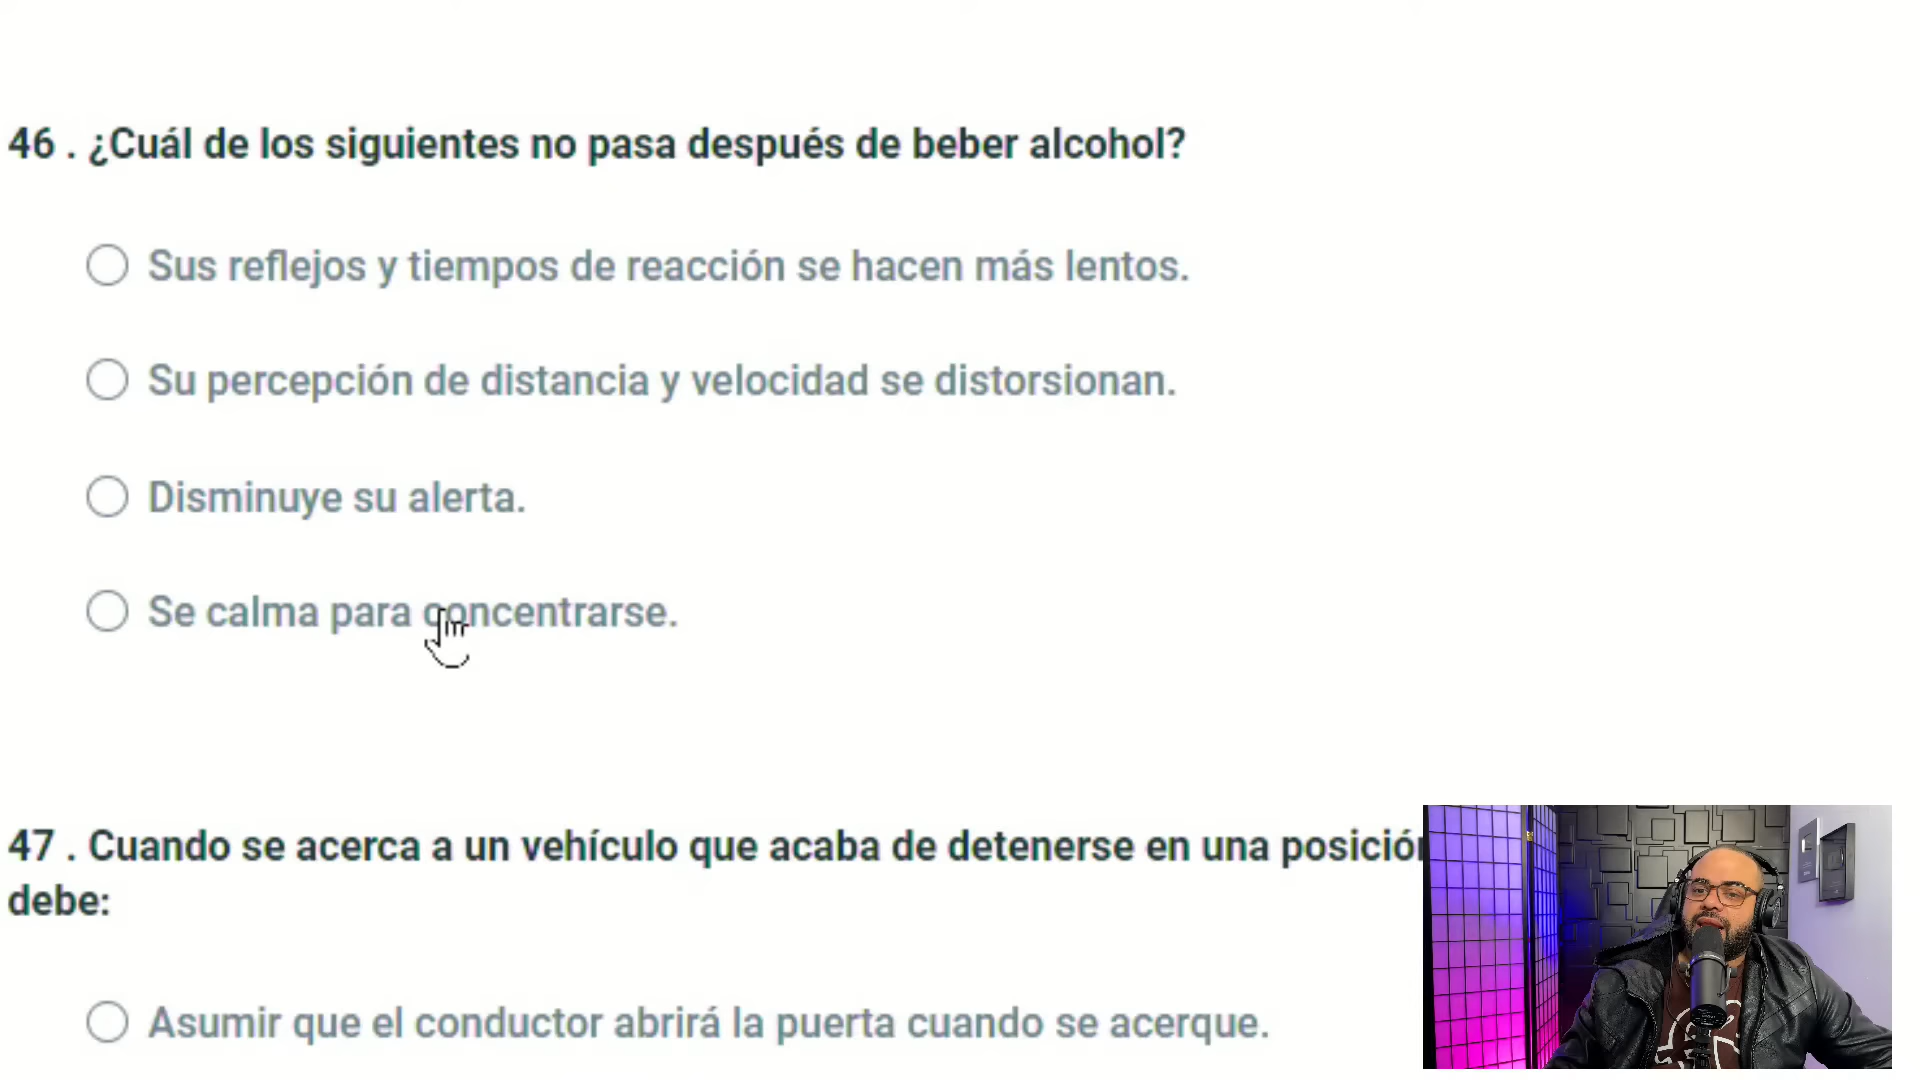 46 . ¿Cuál de los siguientes no pasa después de beber alcohol?
Sus reflejos y tiempos de reacción se hacen más lentos.
Su percepción de distancia y velocidad se distorsionan.
Disminuye su alerta.
Se calma para concentrarse.
47 . Cuando se acerca a un vehículo que acaba de detenerse en una posición
debe:
Asumir que el conductor abrirá la puerta cuando se acerque.